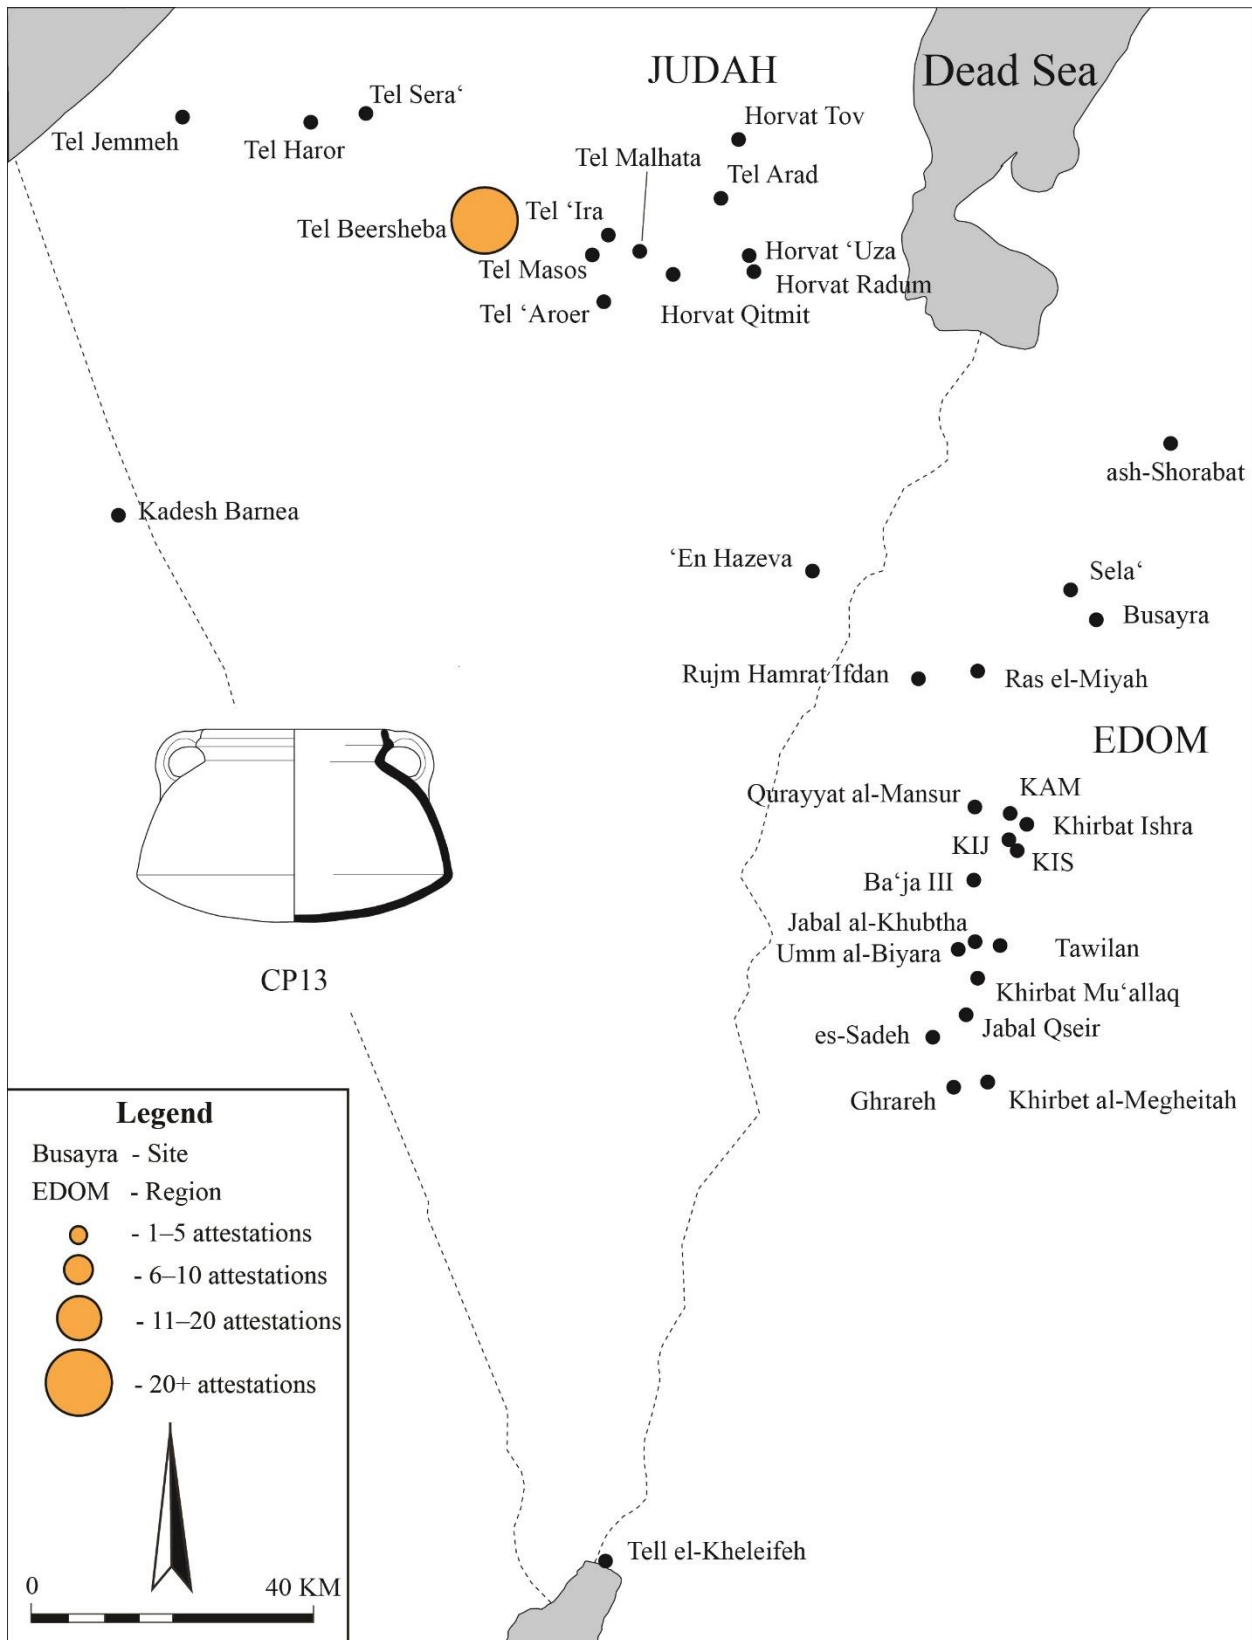 JUDAH
Dead Sea
Tel Sera‘
Tel Jemmeh
Tel Haror
Horvat Tov
Tel Malhata
Tel Arad
Tel ‘Ira
Tel Beersheba
Tel Masos
Horvat ‘Uza
Horvat Radum
Tel ‘Aroer
Horvat Qitmit
ash-Shorabat
Kadesh Barnea
‘En Hazeva
Sela‘
Busayra
Rujm Hamrat Ifdan
Ras el-Miyah
EDOM
Qurayyat al-Mansur
KAM
Khirbat Ishra
KIJ
KIS
Ba‘ja III
Jabal al-Khubtha
Umm al-Biyara
Tawilan
CP13
Khirbat Mu‘allaq
Jabal Qseir
es-Sadeh
Ghrareh
Khirbet al-Megheitah
Legend
Busayra - Site
EDOM - Region
- 1–5 attestations
- 6–10 attestations
- 11–20 attestations
- 20+ attestations
Tell el-Kheleifeh
0 40 KM